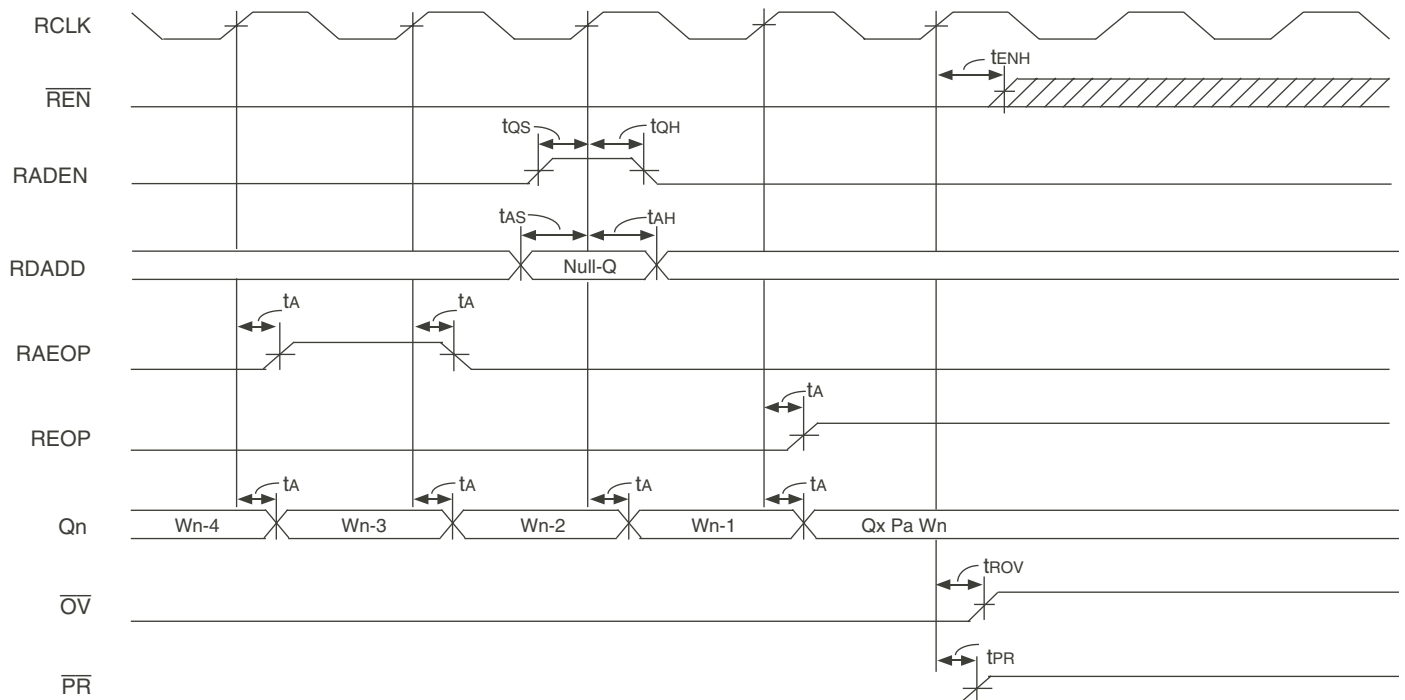 RCLK
tENH
REN
tQS tQH
RADEN
tAS tAH
RDADD Null-Q
tA tA
RAEOP
tA
REOP
tA tA tA tA
Qn Wn-4 Wn-3 Wn-2 Wn-1 Qx Pa Wn
tROV
OV
tPR
PR